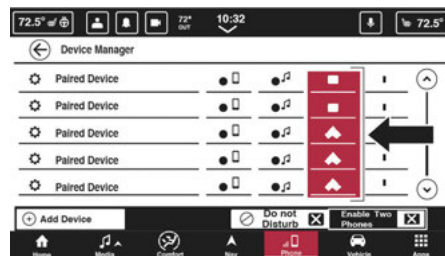 72.5° 72° OUT 10:32 72.5°
Device Manager
Paired Device
Paired Device
Paired Device
Paired Device
Paired Device
Add Device Do not Disturb Enable Two Phones
Home Media Comfort Nav Phone Vehicle Apps